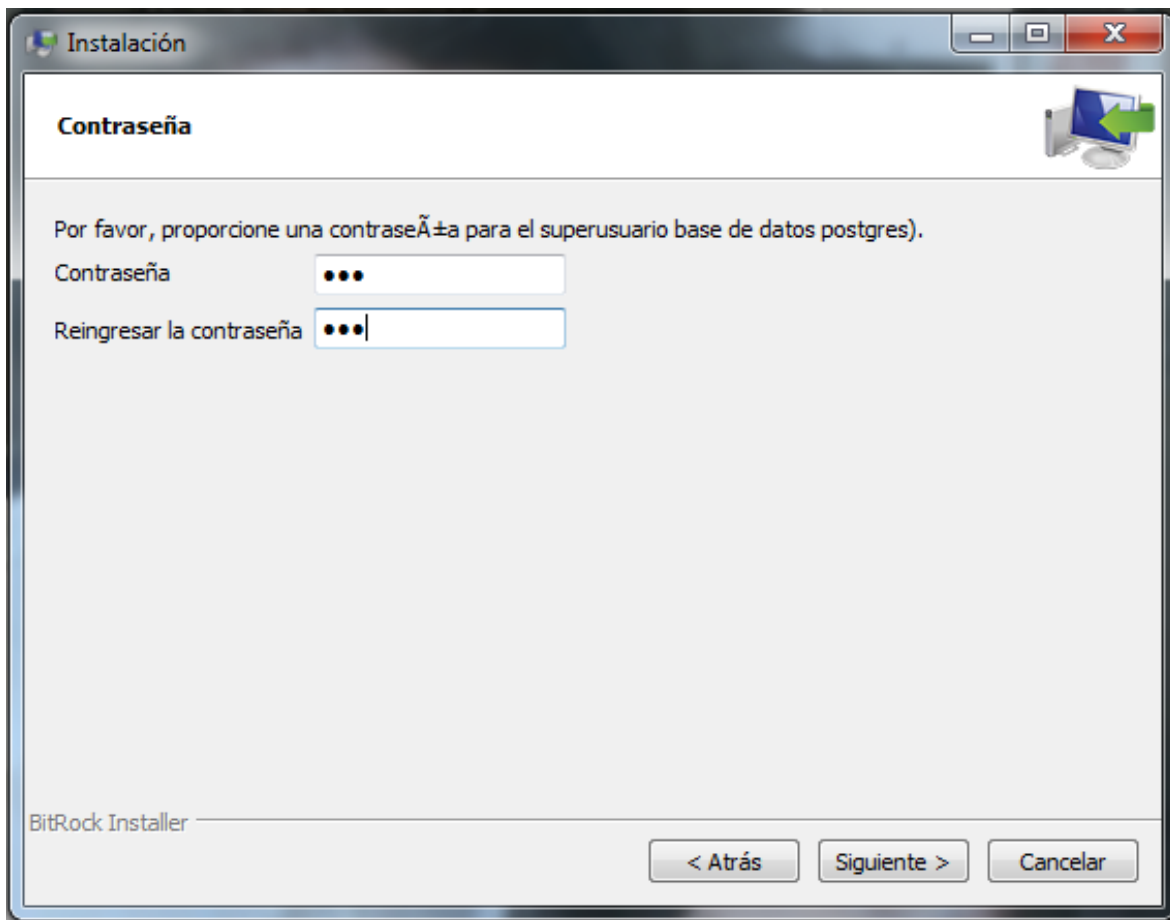 Instalación
Contraseña
Por favor, proporcione una contraseÃ±a para el superusuario base de datos postgres).
Contraseña •••
Reingresar la contraseña •••
BitRock Installer
< Atrás Siguiente > Cancelar